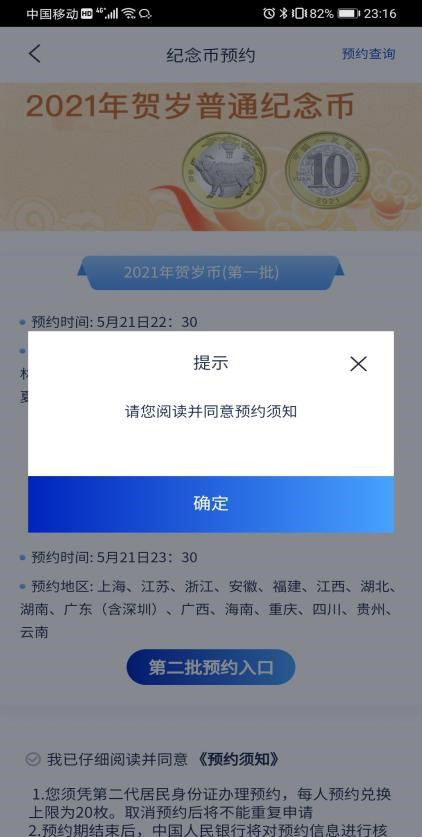 中国移动 HD 4G 82% 23:16
纪念币预约 预约查询
2021年贺岁普通纪念币
10
2021
2021年贺岁币(第一批)
预约时间: 5月21日22：30
提示
请您阅读并同意预约须知
确定
预约时间: 5月21日23：30
预约地区: 上海、江苏、浙江、安徽、福建、江西、湖北、
湖南、广东（含深圳）、广西、海南、重庆、四川、贵州、
云南
第二批预约入口
我已仔细阅读并同意 《预约须知》
1.您须凭第二代居民身份证办理预约，每人预约兑换
上限为20枚。取消预约后将不能重复申请
2.预约期结束后，中国人民银行将对预约信息进行核